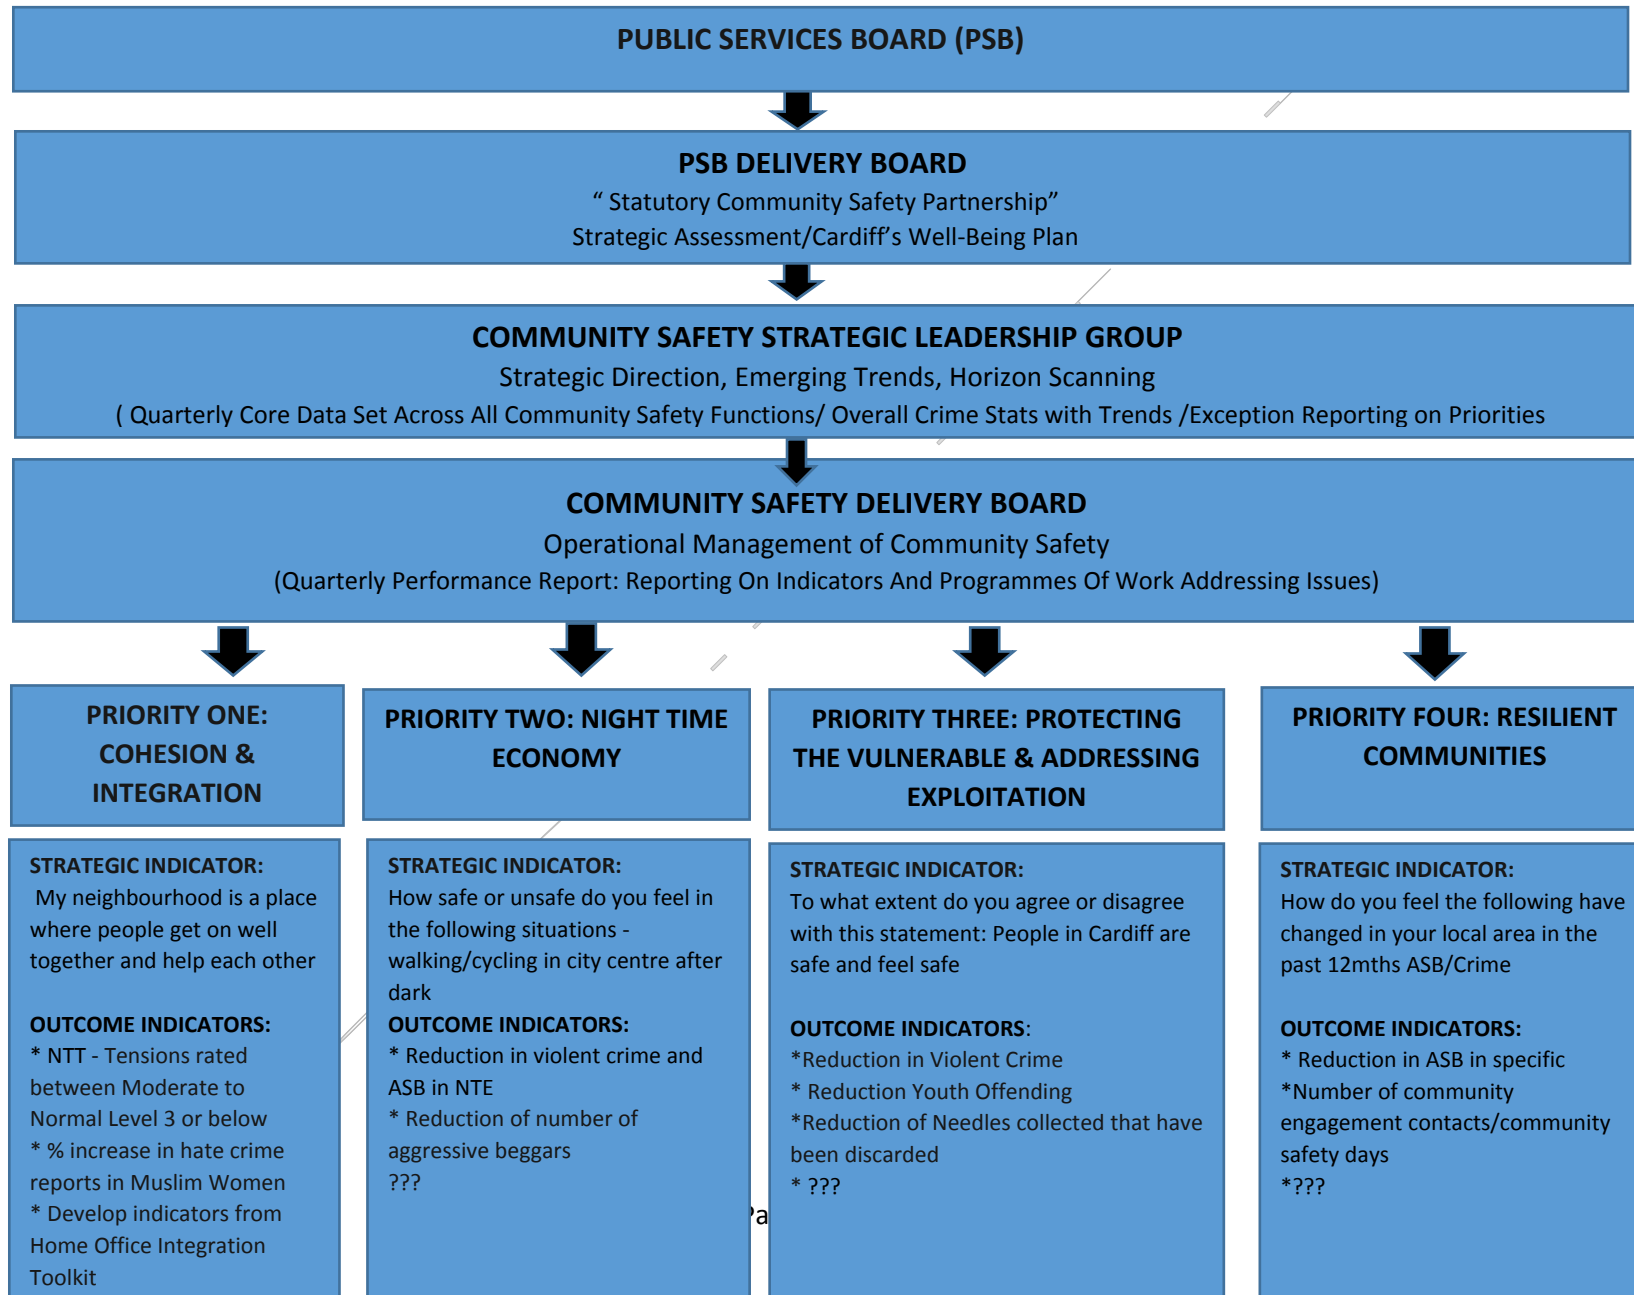 PUBLIC SERVICES BOARD (PSB)
PSB DELIVERY BOARD
“ Statutory Community Safety Partnership”
Strategic Assessment/Cardiff’s Well-Being Plan
COMMUNITY SAFETY STRATEGIC LEADERSHIP GROUP
Strategic Direction, Emerging Trends, Horizon Scanning
( Quarterly Core Data Set Across All Community Safety Functions/ Overall Crime Stats with Trends /Exception Reporting on Priorities
COMMUNITY SAFETY DELIVERY BOARD
Operational Management of Community Safety
(Quarterly Performance Report: Reporting On Indicators And Programmes Of Work Addressing Issues)
PRIORITY ONE:
COHESION &
INTEGRATION
STRATEGIC INDICATOR:
My neighbourhood is a place
where people get on well
together and help each other
OUTCOME INDICATORS:
* NTT - Tensions rated
between Moderate to
Normal Level 3 or below
* % increase in hate crime
reports in Muslim Women
* Develop indicators from
Home Office Integration
Toolkit
PRIORITY TWO: NIGHT TIME
ECONOMY
STRATEGIC INDICATOR:
How safe or unsafe do you feel in
the following situations -
walking/cycling in city centre after
dark
OUTCOME INDICATORS:
* Reduction in violent crime and
ASB in NTE
* Reduction of number of
aggressive beggars
???
PRIORITY THREE: PROTECTING
THE VULNERABLE & ADDRESSING
EXPLOITATION
STRATEGIC INDICATOR:
To what extent do you agree or disagree
with this statement: People in Cardiff are
safe and feel safe
OUTCOME INDICATORS:
*Reduction in Violent Crime
* Reduction Youth Offending
*Reduction of Needles collected that have
been discarded
* ???
PRIORITY FOUR: RESILIENT
COMMUNITIES
STRATEGIC INDICATOR:
How do you feel the following have
changed in your local area in the
past 12mths ASB/Crime
OUTCOME INDICATORS:
* Reduction in ASB in specific
*Number of community
engagement contacts/community
safety days
*???